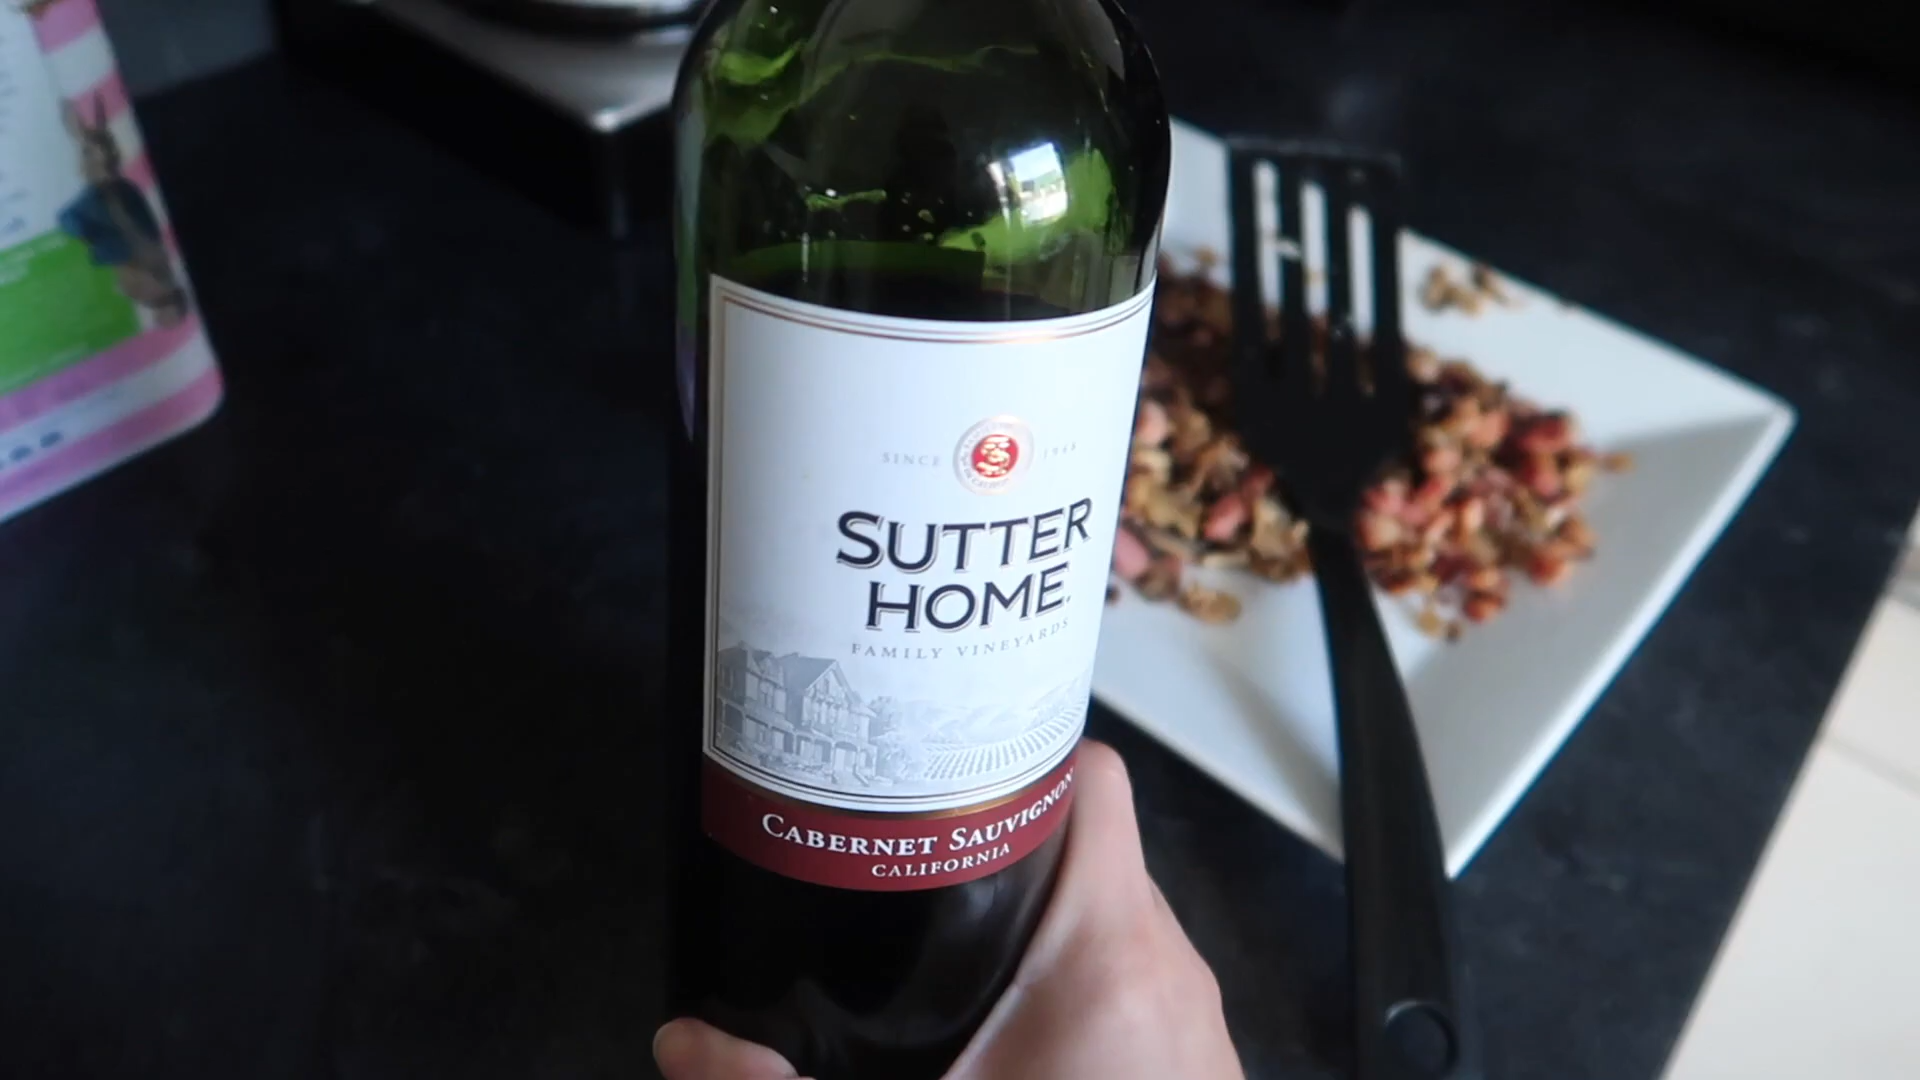 SINCE 1948
SUTTER
HOME.
FAMILY VINEYARDS
CABERNET SAUVIGNON
CALIFORNIA